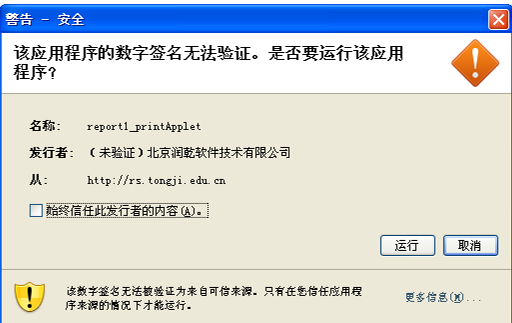 警告 - 安全
该应用程序的数字签名无法验证。是否要运行该应用
程序?
名称: report1_printApplet
发行者: (未验证)北京润乾软件技术有限公司
从: http://rs.tongji.edu.cn
始终信任此发行者的内容(A)。
运行 取消
该数字签名无法被验证为来自可信来源。只有在您信任应用程
序来源的情况下才能运行。
更多信息(M)...